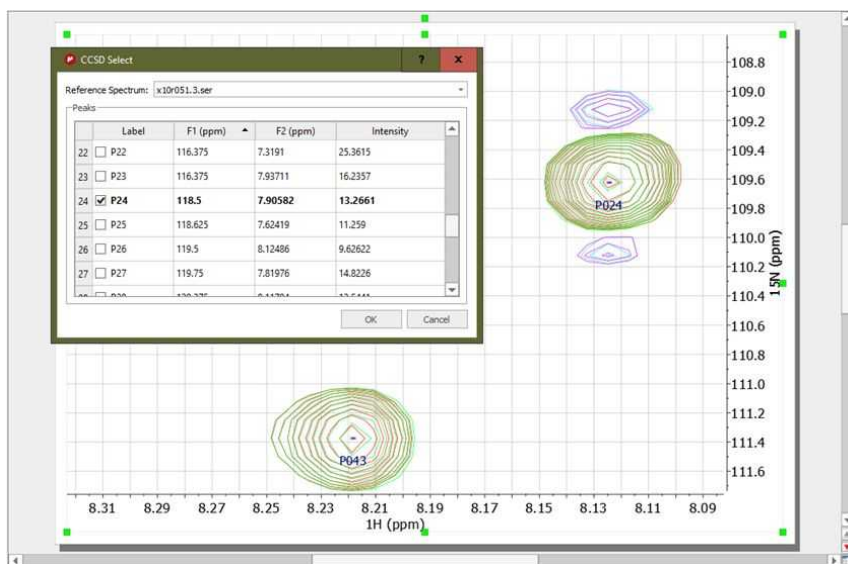 CCSD Select
? x
Reference Spectrum: x10r051.3.ser
Peaks
Label F1 (ppm) F2 (ppm) Intensity
22 P22 116.375 7.3191 25.3615
23 P23 116.375 7.93711 16.2357
24 P24 118.5 7.90582 13.2661
25 P25 118.625 7.62419 11.259
26 P26 119.5 8.12486 9.62622
27 P27 119.75 7.81976 14.8226
OK Cancel
108.8
109.0
109.2
109.4
109.6
109.8
110.0
110.2
110.4
110.6
110.8
111.0
111.2
111.4
111.6
15N (ppm)
P024
P043
8.31 8.29 8.27 8.25 8.23 8.21 8.19 8.17 8.15 8.13 8.11 8.09
1H (ppm)